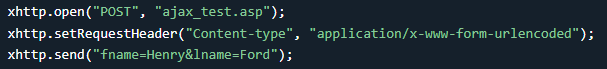 xhttp.open("POST", "ajax_test.asp");
xhttp.setRequestHeader("Content-type", "application/x-www-form-urlencoded");
xhttp.send("fname=Henry&lname=Ford");